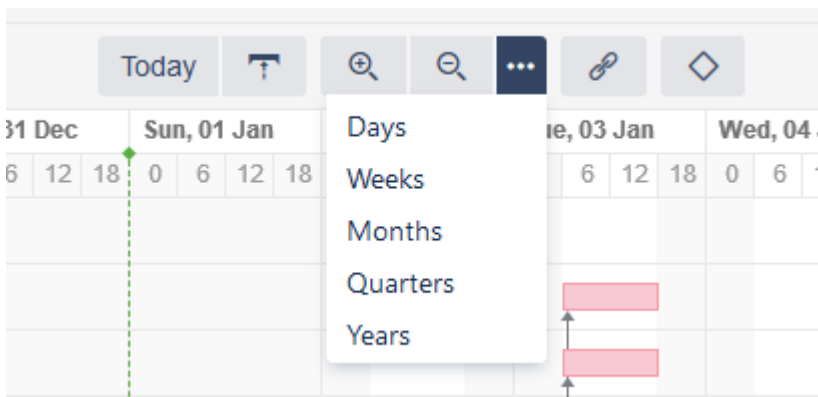 Today
31 Dec Sun, 01 Jan ue, 03 Jan Wed, 04
6 12 18 0 6 12 18 6 12 18 0 6
Days
Weeks
Months
Quarters
Years